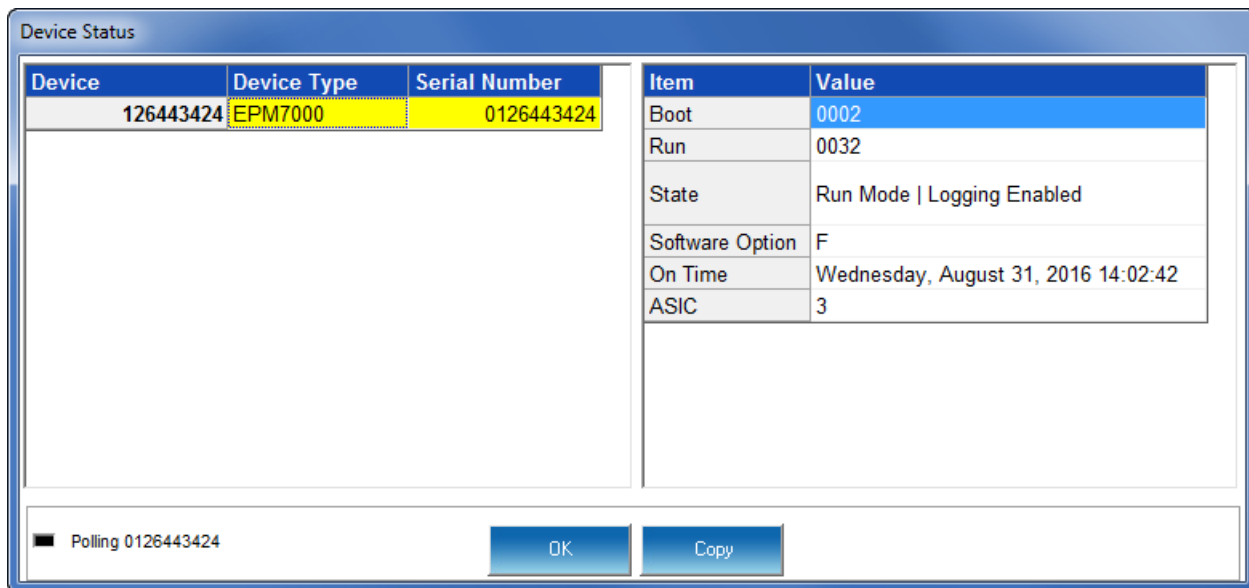 Device Status
Device Device Type Serial Number
126443424 EPM7000 0126443424
Item Value
Boot 0002
Run 0032
State Run Mode | Logging Enabled
Software Option F
On Time Wednesday, August 31, 2016 14:02:42
ASIC 3
Polling 0126443424
OK
Copy